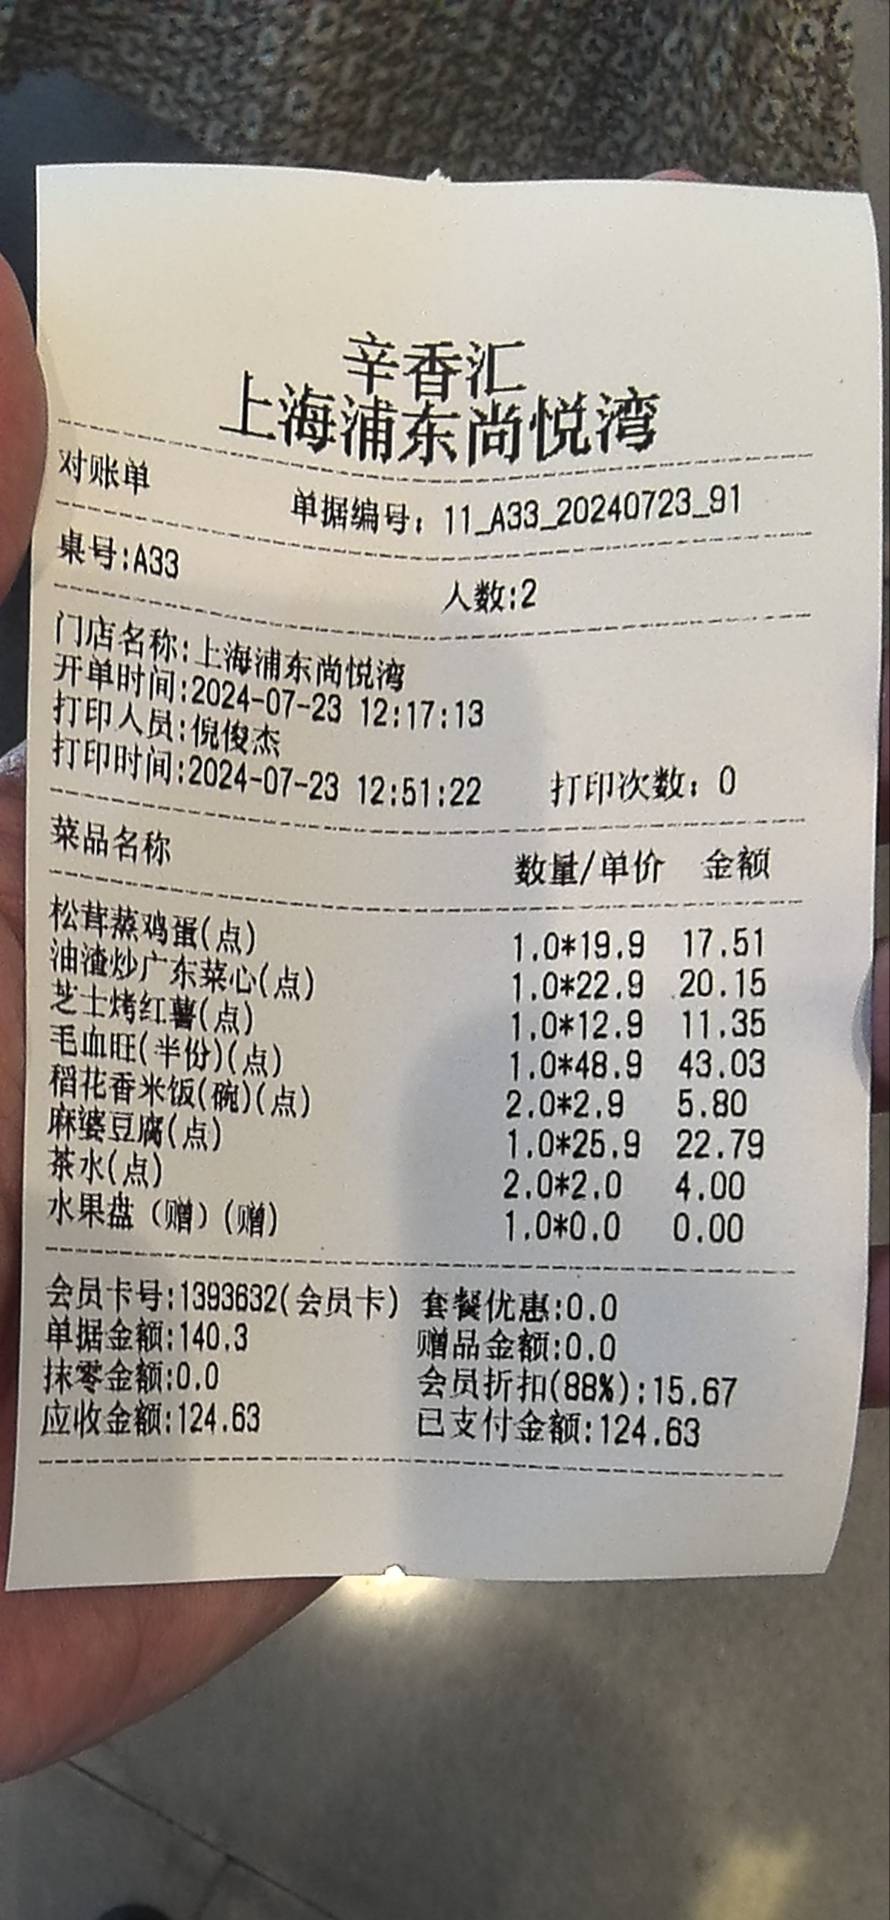 辛香汇
上海浦东尚悦湾
对账单 单据编号: 11_A33_20240723_91
桌号:A33 人数:2
门店名称:上海浦东尚悦湾
开单时间:2024-07-23 12:17:13
打印人员:倪俊杰
打印时间:2024-07-23 12:51:22 打印次数: 0
菜品名称 数量/单价 金额
松茸蒸鸡蛋(点) 1.0*19.9 17.51
油渣炒广东菜心(点) 1.0*22.9 20.15
芝士烤红薯(点) 1.0*12.9 11.35
毛血旺(半份)(点) 1.0*48.9 43.03
稻花香米饭(碗)(点) 2.0*2.9 5.80
麻婆豆腐(点) 1.0*25.9 22.79
茶水(点) 2.0*2.0 4.00
水果盘（赠）(赠) 1.0*0.0 0.00
会员卡号:1393632(会员卡) 套餐优惠:0.0
单据金额:140.3 赠品金额:0.0
抹零金额:0.0 会员折扣(88%):15.67
应收金额:124.63 已支付金额:124.63